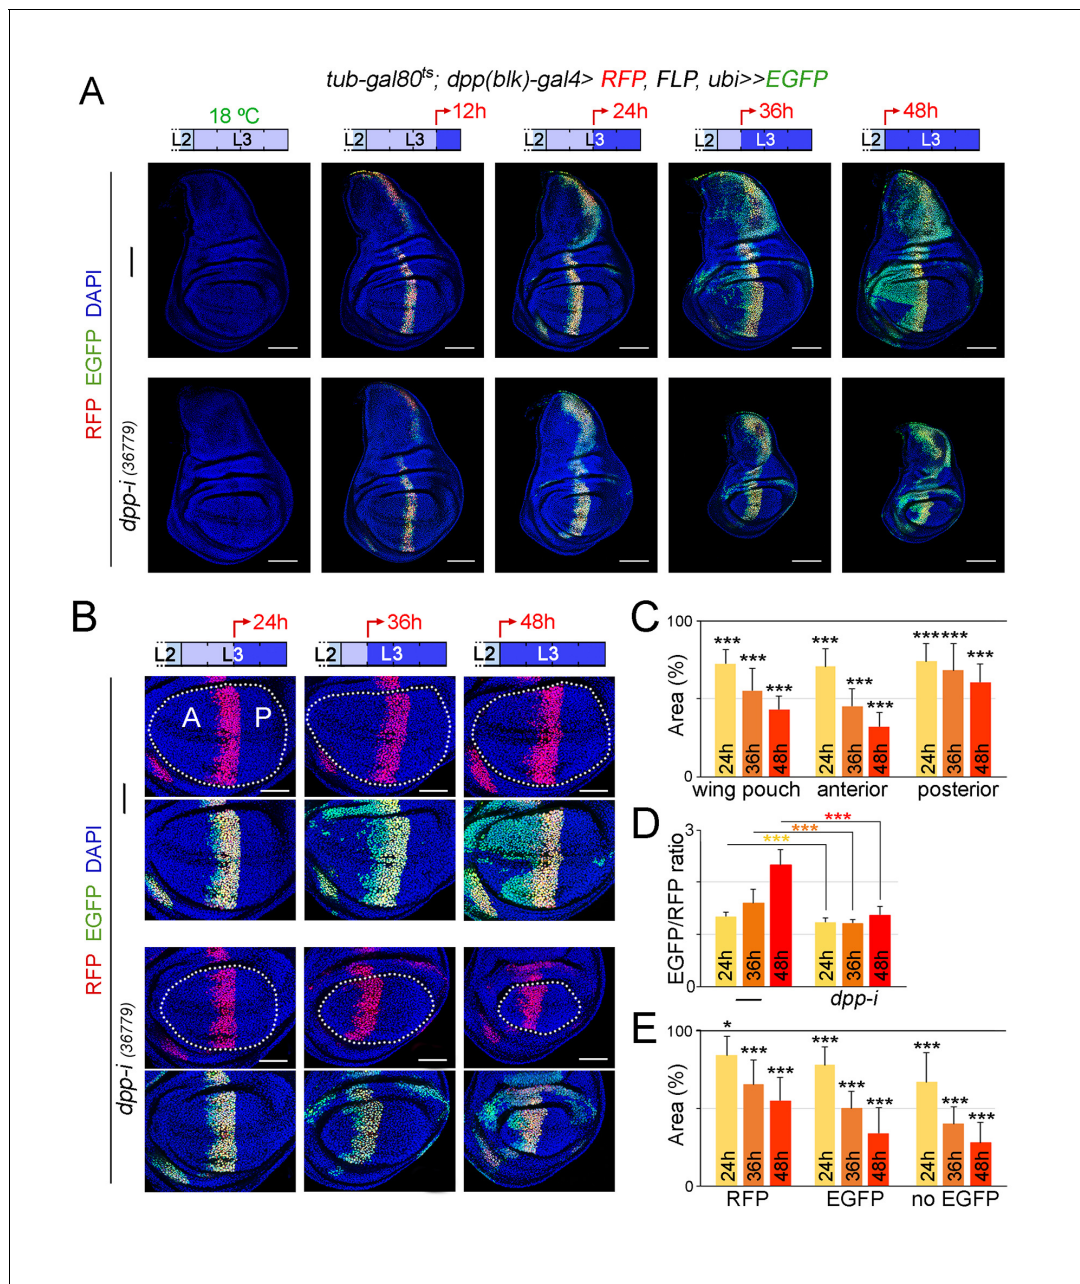 tub-gal80ts; dpp(blk)-gal4> RFP, FLP, ubi>>EGFP
A
18 ºC
12h
24h
36h
48h
L2 L3
L2 L3
L2 L3
L2 L3
L2 L3
RFP EGFP DAPI
—
dpp-i (36779)
B
24h
36h
48h
L2 L3
L2 L3
L2 L3
A P
RFP EGFP DAPI
—
dpp-i (36779)
C
Area (%)
100
0
*** *** ***
*** *** ***
*** *** ***
24h 36h 48h
24h 36h 48h
24h 36h 48h
wing pouch anterior posterior
D
EGFP/RFP ratio
3
0
***
***
***
24h 36h 48h
24h 36h 48h
— dpp-i
E
Area (%)
100
0
* *** ***
*** *** ***
*** *** ***
24h 36h 48h
24h 36h 48h
24h 36h 48h
RFP EGFP no EGFP